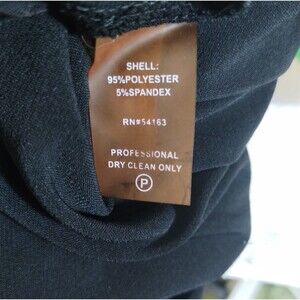 SHELL:
95%POLYESTER
5%SPANDEX
RN#54163
PROFESSIONAL
DRY CLEAN ONLY
P